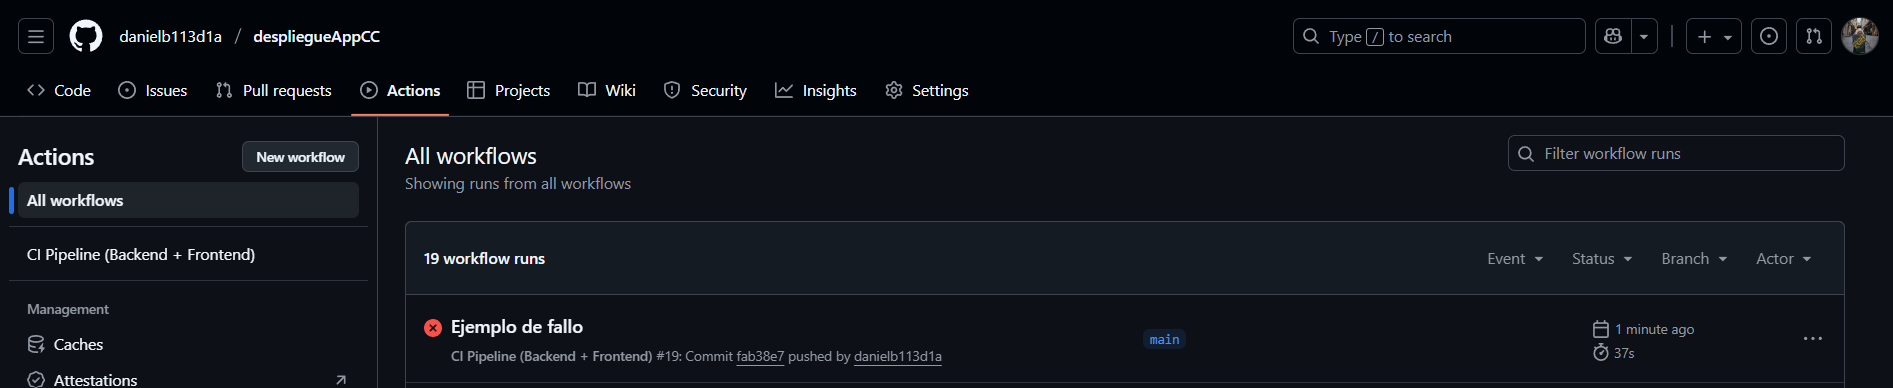 danielb113d1a / despliegueAppCC
Type / to search
Code Issues Pull requests Actions Projects Wiki Security Insights Settings
Actions
New workflow
All workflows
CI Pipeline (Backend + Frontend)
Management
Caches
Attestations
All workflows
Showing runs from all workflows
Filter workflow runs
19 workflow runs
Event Status Branch Actor
Ejemplo de fallo
CI Pipeline (Backend + Frontend) #19: Commit fab38e7 pushed by danielb113d1a
main
1 minute ago
37s